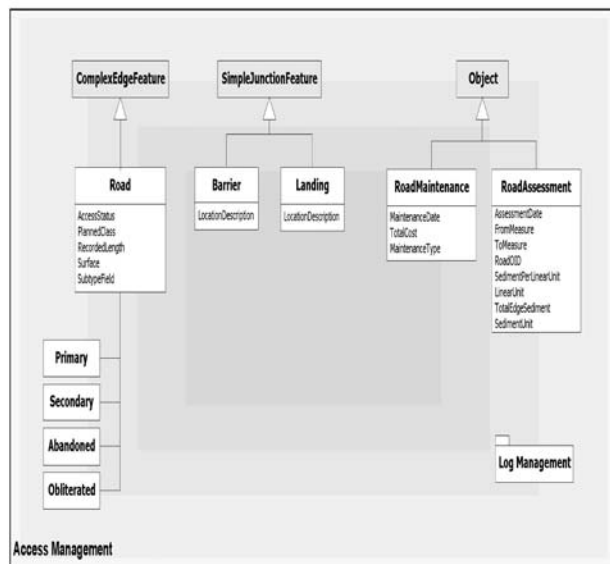 ComplexEdgeFeature
SimpleJunctionFeature
Object
Road
AccessStatus
PlannedClass
RecordedLength
Surface
SubtypeField
Barrier
LocationDescription
Landing
LocationDescription
RoadMaintenance
MaintenanceDate
TotalCost
MaintenanceType
RoadAssessment
AssessmentDate
FromMeasure
ToMeasure
RoadOID
SedimentPerLinearUnit
LinearUnit
TotalEdgeSediment
SedimentUnit
Primary
Secondary
Abandoned
Obliterated
Log Management
Access Management